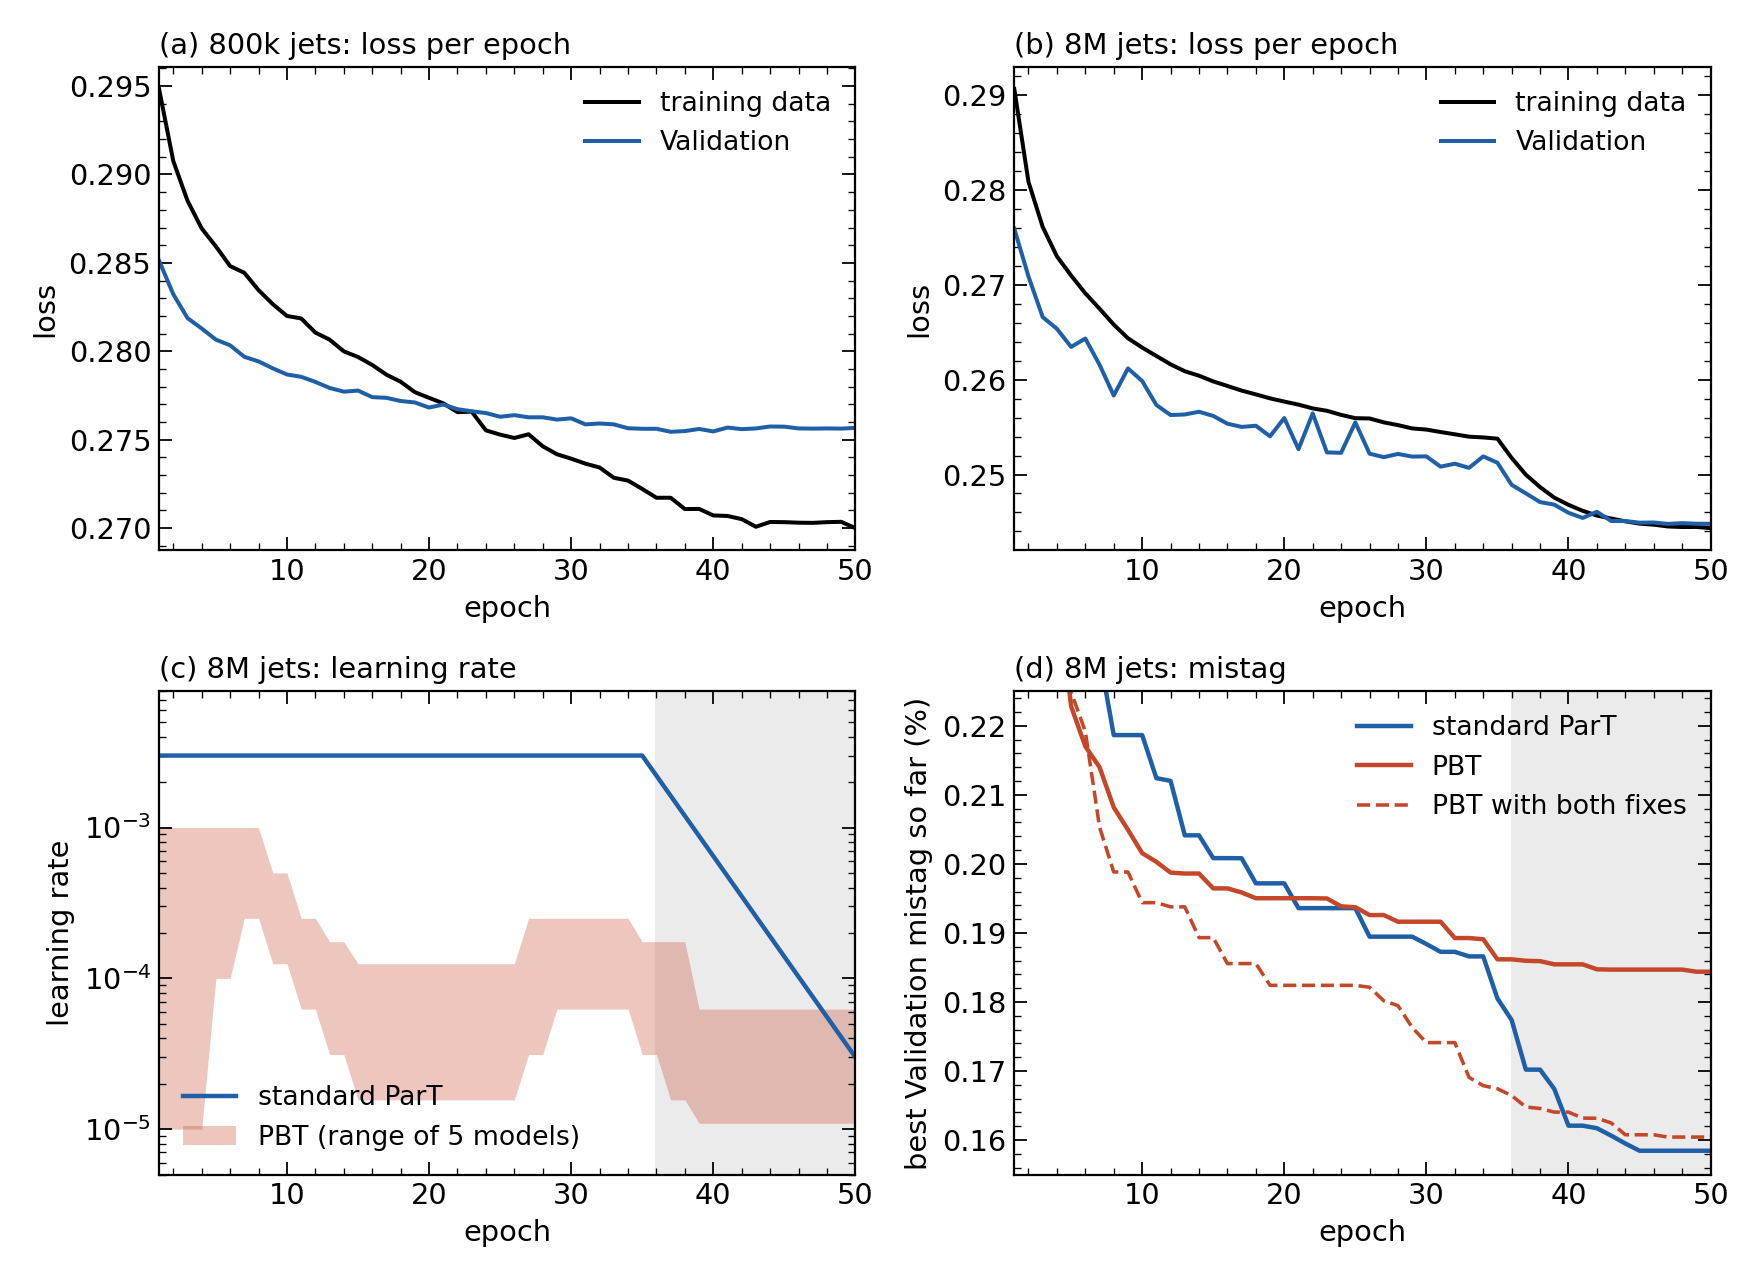 (a) 800k jets: loss per epoch
0.295
0.290
0.285
0.280
0.275
0.270
loss
training data
Validation
10 20 30 40 50
epoch
(b) 8M jets: loss per epoch
0.29
0.28
0.27
0.26
0.25
loss
training data
Validation
10 20 30 40 50
epoch
(c) 8M jets: learning rate
10⁻³
10⁻⁴
10⁻⁵
learning rate
standard ParT
PBT (range of 5 models)
10 20 30 40 50
epoch
(d) 8M jets: mistag
0.22
0.21
0.20
0.19
0.18
0.17
0.16
best Validation mistag so far (%)
standard ParT
PBT
PBT with both fixes
10 20 30 40 50
epoch